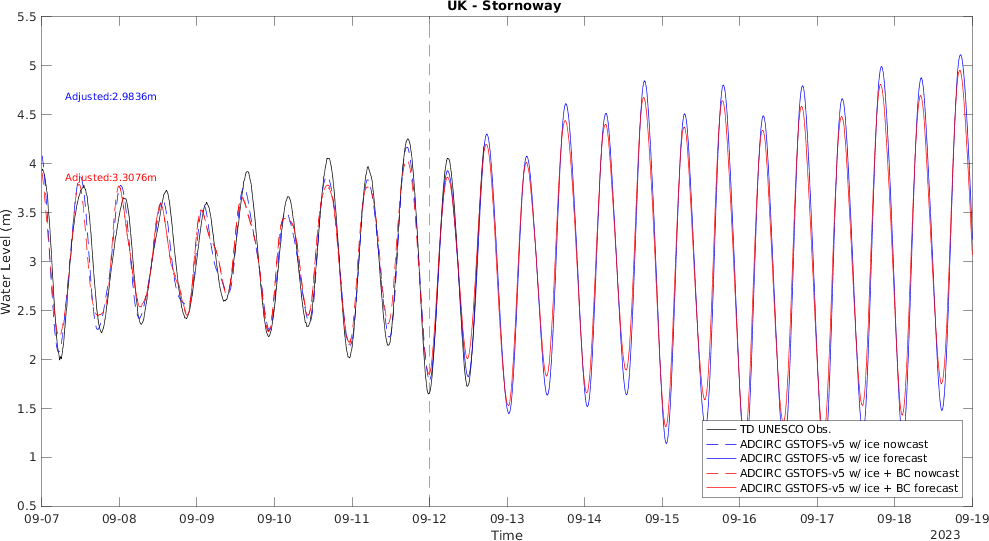 UK - Stornoway
5.5
5
4.5
4
3.5
3
2.5
2
1.5
1
0.5
Water Level (m)
Adjusted:2.9836m
Adjusted:3.3076m
TD UNESCO Obs.
ADCIRC GSTOFS-v5 w/ ice nowcast
ADCIRC GSTOFS-v5 w/ ice forecast
ADCIRC GSTOFS-v5 w/ ice + BC nowcast
ADCIRC GSTOFS-v5 w/ ice + BC forecast
09-07 09-08 09-09 09-10 09-11 09-12 09-13 09-14 09-15 09-16 09-17 09-18 09-19
Time
2023